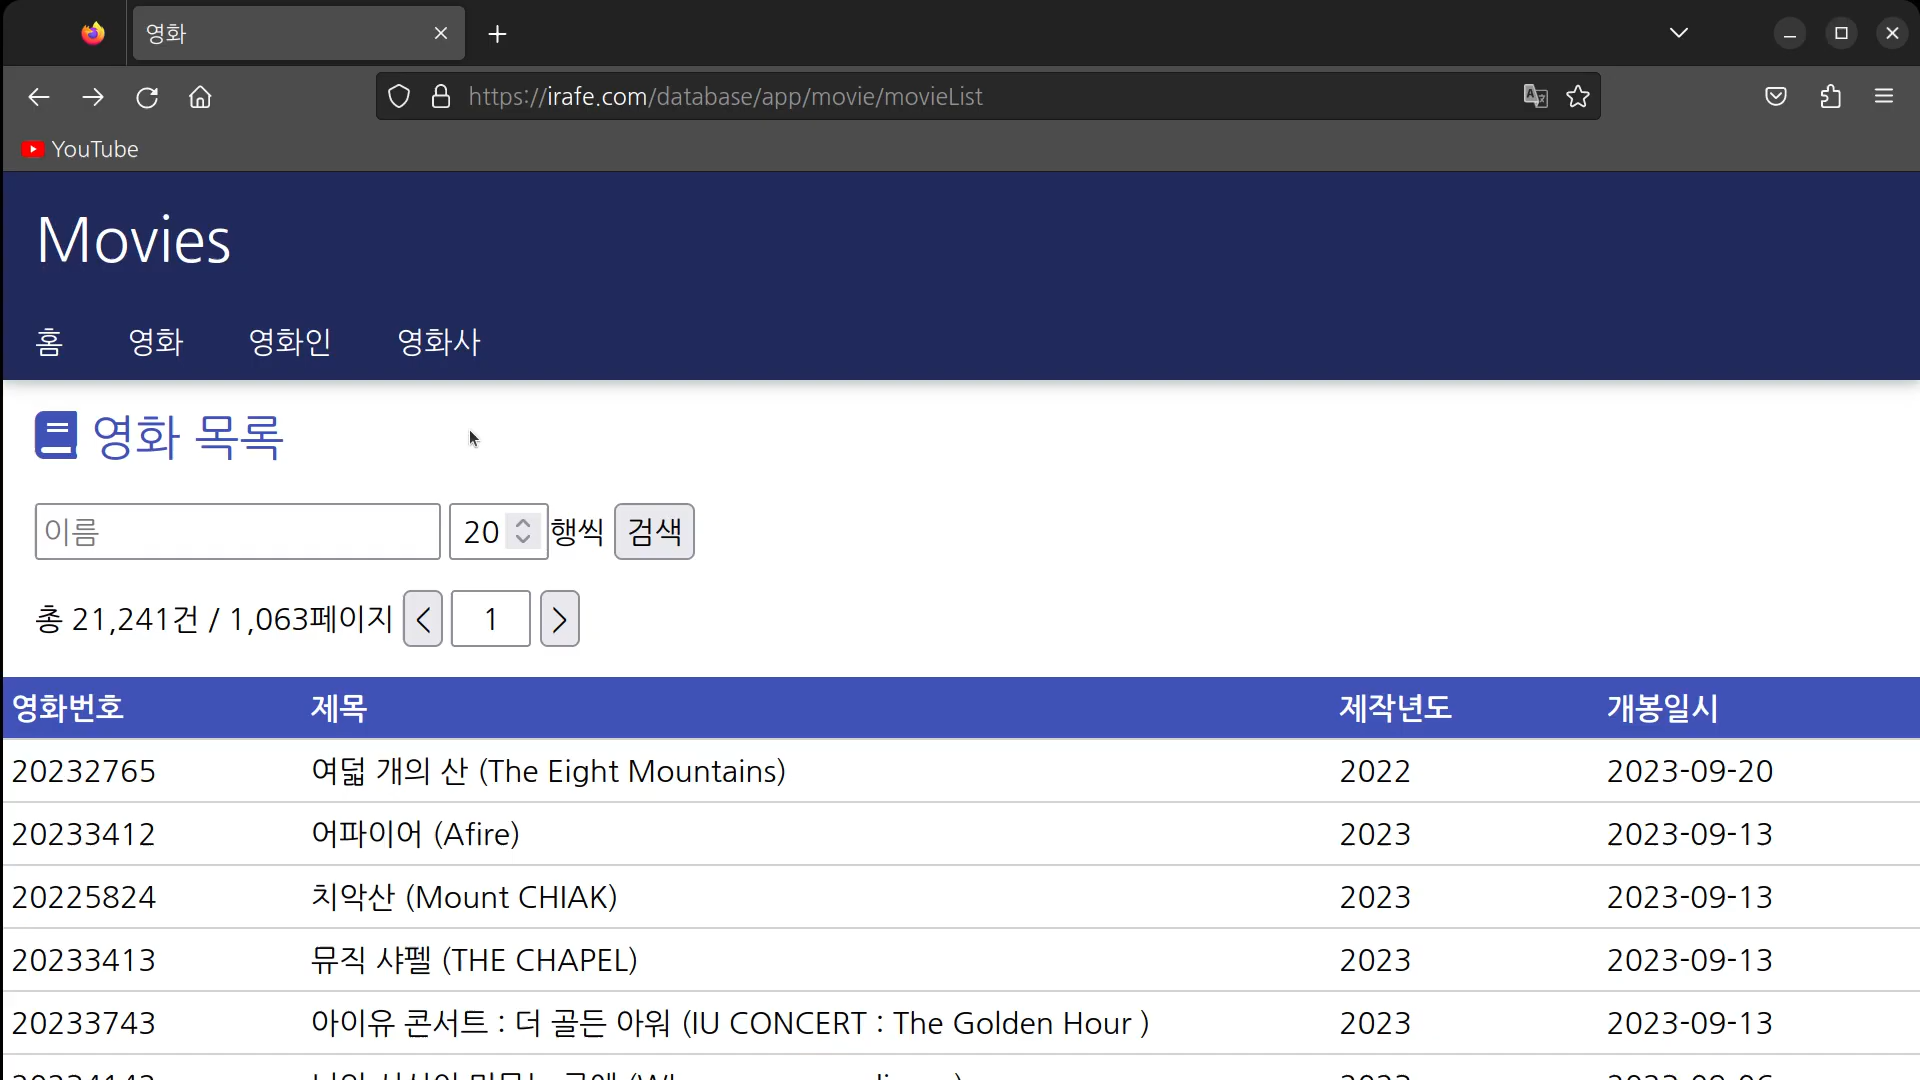 영화
https://irafe.com/database/app/movie/movieList
YouTube
Movies
홈 영화 영화인 영화사
영화 목록
이름 20 행씩 검색
총 21,241건 / 1,063페이지 < 1 >
영화번호 제목 제작년도 개봉일시
20232765 여덟 개의 산 (The Eight Mountains) 2022 2023-09-20
20233412 어파이어 (Afire) 2023 2023-09-13
20225824 치악산 (Mount CHIAK) 2023 2023-09-13
20233413 뮤직 샤펠 (THE CHAPEL) 2023 2023-09-13
20233743 아이유 콘서트 : 더 골든 아워 (IU CONCERT : The Golden Hour ) 2023 2023-09-13